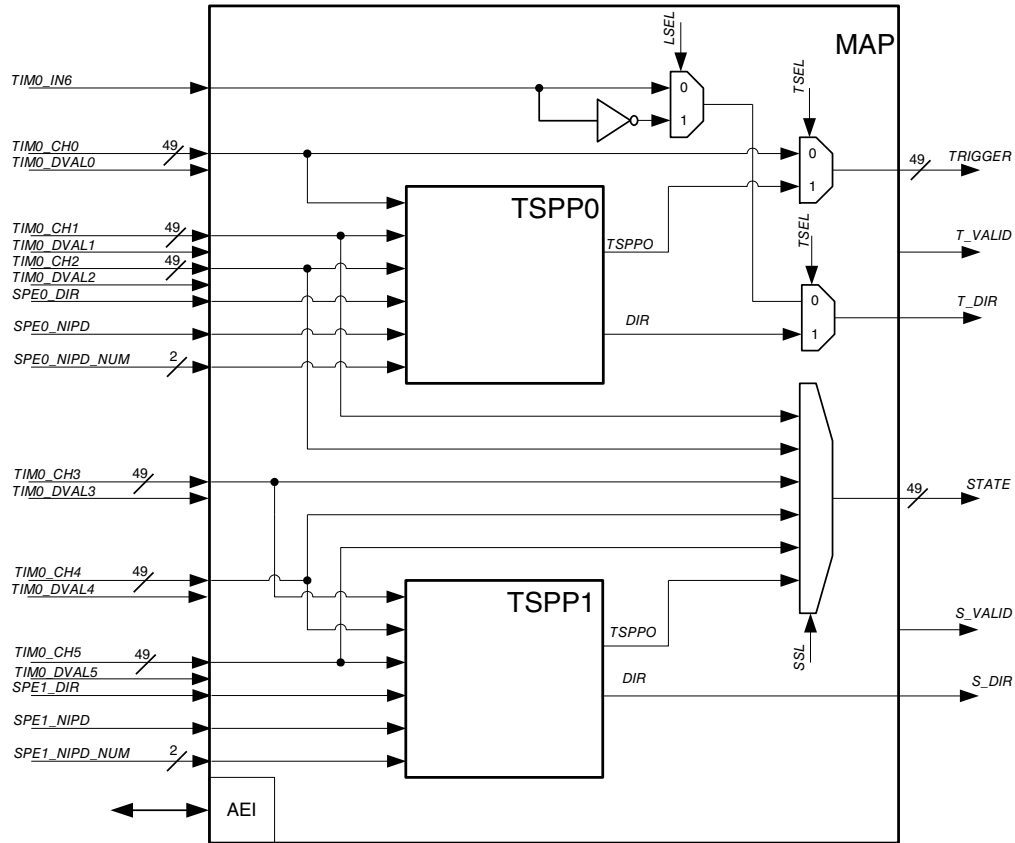 LSEL
MAP
TIM0_IN6
0
TSEL
1
TIM0_CH0
49
0
49
TRIGGER
TIM0_DVAL0
1
TSPP0
TIM0_CH1
49
TSPPO
TSEL
T_VALID
TIM0_DVAL1
TIM0_CH2
49
TIM0_DVAL2
SPE0_DIR
0
T_DIR
SPE0_NIPD
DIR
1
SPE0_NIPD_NUM
2
TIM0_CH3
49
49
STATE
TIM0_DVAL3
TIM0_CH4
49
TIM0_DVAL4
TSPP1
TSPPO
S_VALID
TIM0_CH5
49
SSL
TIM0_DVAL5
SPE1_DIR
DIR
S_DIR
SPE1_NIPD
SPE1_NIPD_NUM
2
AEI